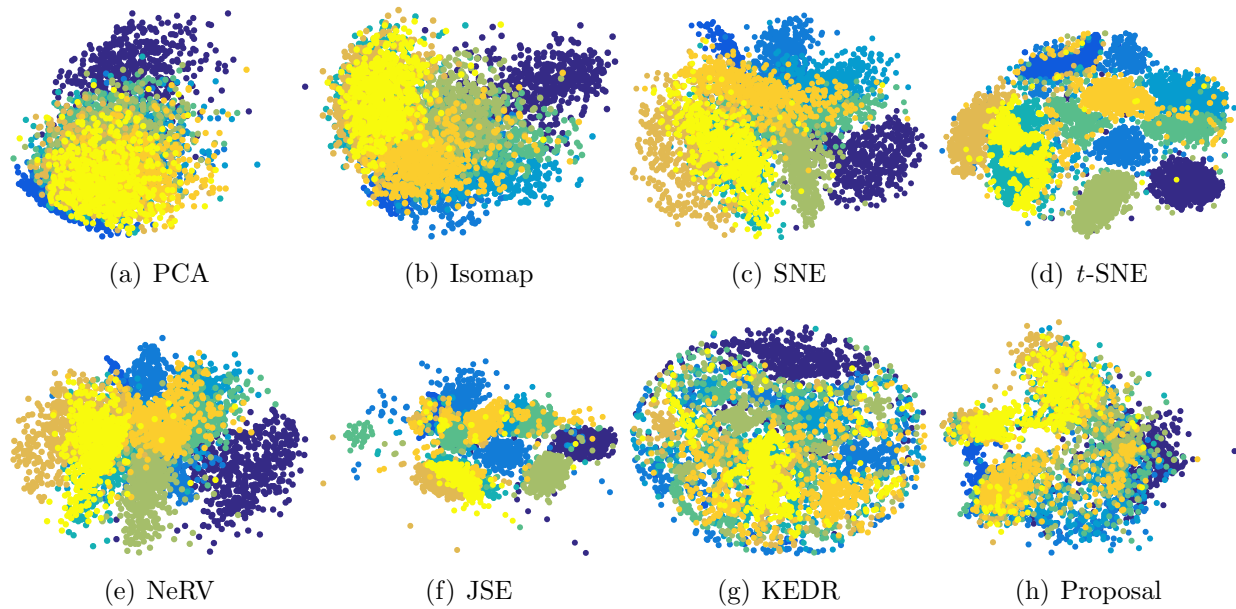 (a) PCA
(b) Isomap
(c) SNE
(d) t-SNE
(e) NeRV
(f) JSE
(g) KEDR
(h) Proposal